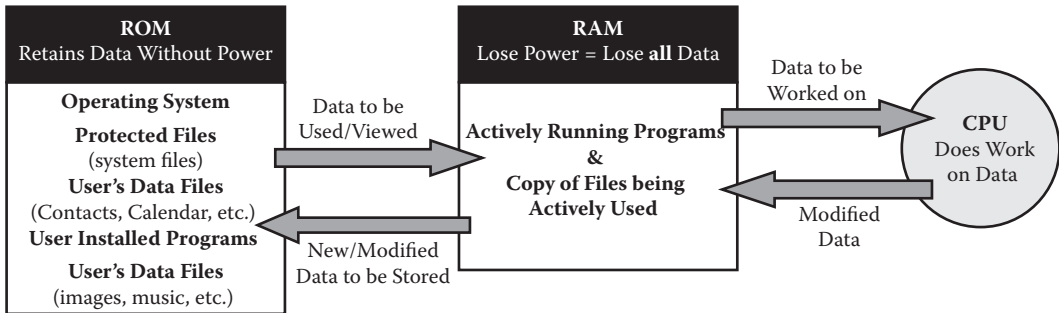 ROM
Retains Data Without Power
Operating System
Protected Files
(system files)
User's Data Files
(Contacts, Calendar, etc.)
User Installed Programs
User's Data Files
(images, music, etc.)
Data to be
Used/Viewed
New/Modified
Data to be Stored
RAM
Lose Power = Lose all Data
Actively Running Programs
&
Copy of Files being
Actively Used
Data to be
Worked on
Modified
Data
CPU
Does Work
on Data